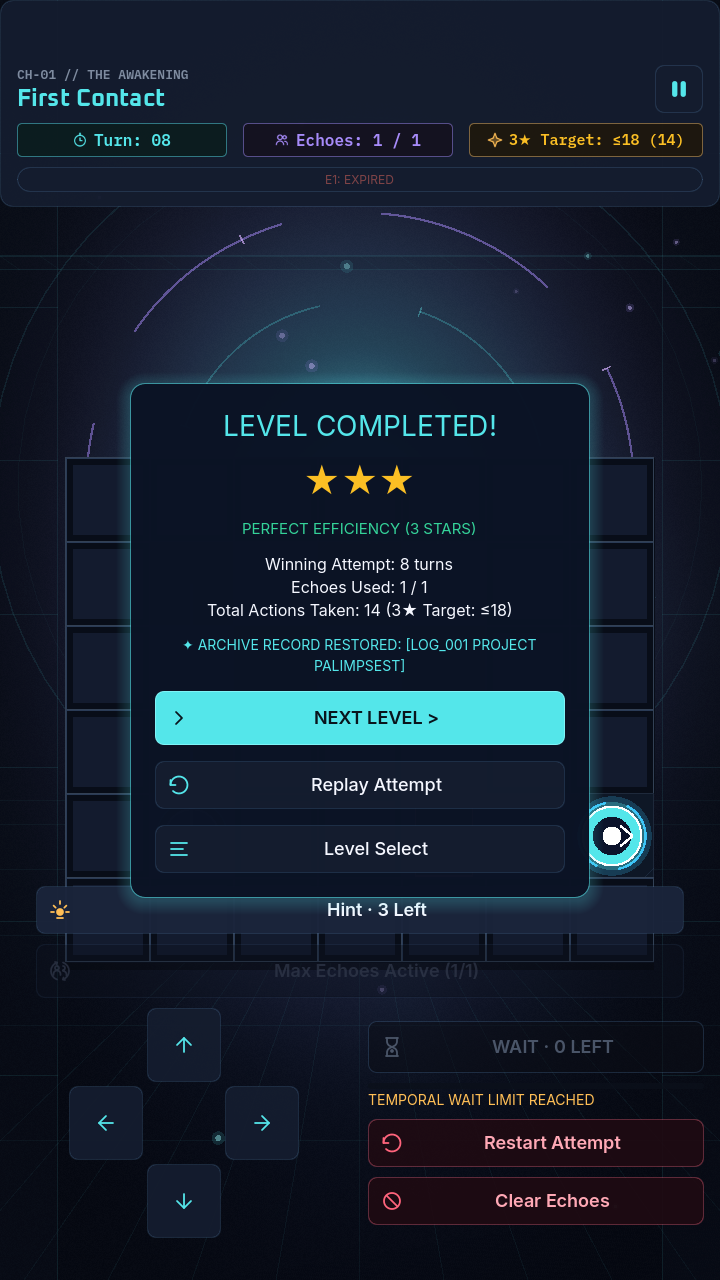 CH-01 // THE AWAKENING
First Contact
Turn: 08
Echoes: 1 / 1
3★ Target: ≤18 (14)
E1: EXPIRED
LEVEL COMPLETED!
★★★
PERFECT EFFICIENCY (3 STARS)
Winning Attempt: 8 turns
Echoes Used: 1 / 1
Total Actions Taken: 14 (3★ Target: ≤18)
✦ ARCHIVE RECORD RESTORED: [LOG_001 PROJECT
PALIMPSEST]
NEXT LEVEL >
Replay Attempt
Level Select
Hint · 3 Left
Max Echoes Active (1/1)
WAIT · 0 LEFT
TEMPORAL WAIT LIMIT REACHED
Restart Attempt
Clear Echoes